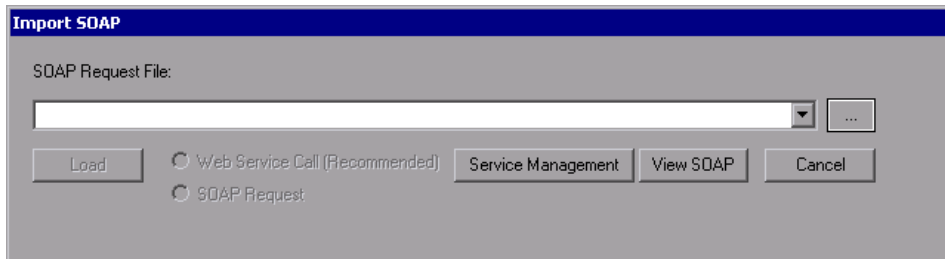 Import SOAP
SOAP Request File:
...
Load
Web Service Call (Recommended)
Service Management
View SOAP
Cancel
SOAP Request